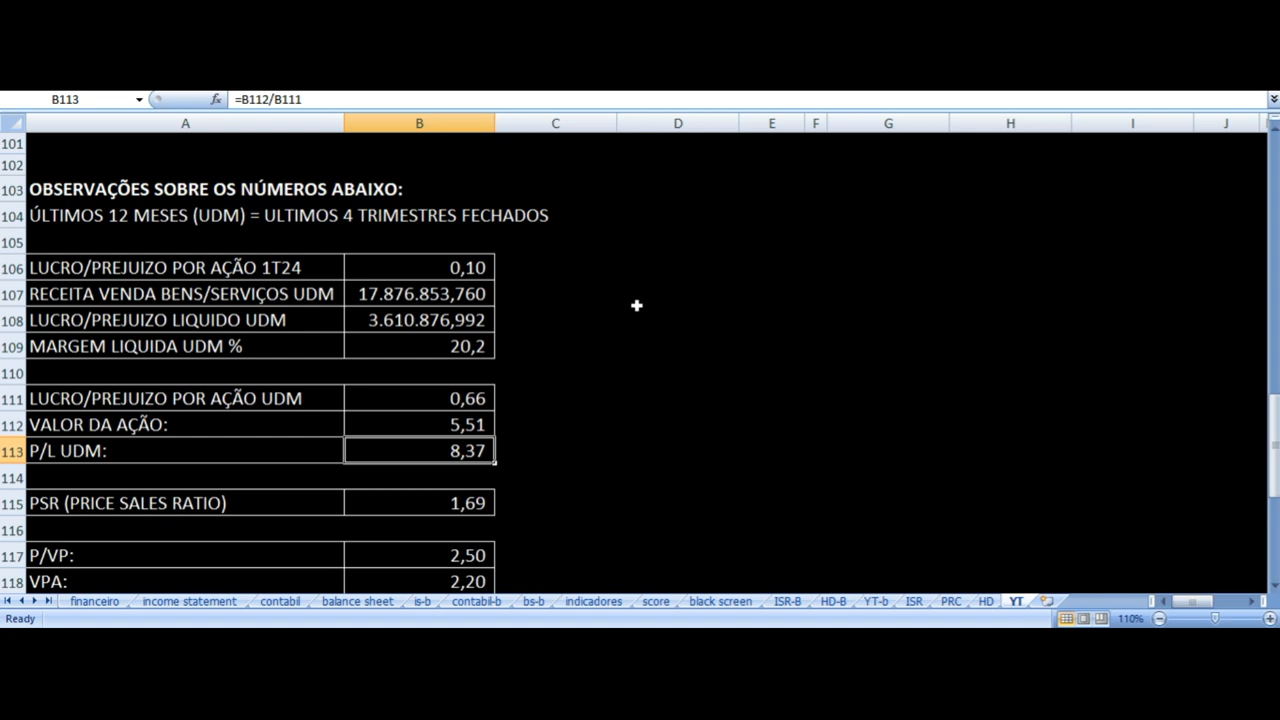 B113 fx =B112/B111
A B C D E F G H I J
101
102
103 OBSERVAÇÕES SOBRE OS NÚMEROS ABAIXO:
104 ÚLTIMOS 12 MESES (UDM) = ULTIMOS 4 TRIMESTRES FECHADOS
105
106 LUCRO/PREJUIZO POR AÇÃO 1T24 0,10
107 RECEITA VENDA BENS/SERVIÇOS UDM 17.876.853,760
108 LUCRO/PREJUIZO LIQUIDO UDM 3.610.876,992
109 MARGEM LIQUIDA UDM % 20,2
110
111 LUCRO/PREJUIZO POR AÇÃO UDM 0,66
112 VALOR DA AÇÃO: 5,51
113 P/L UDM: 8,37
114
115 PSR (PRICE SALES RATIO) 1,69
116
117 P/VP: 2,50
118 VPA: 2,20
financeiro income statement contabil balance sheet is-b contabil-b bs-b indicadores score black screen ISR-B HD-B YT-b ISR PRC HD YT
Ready 110%